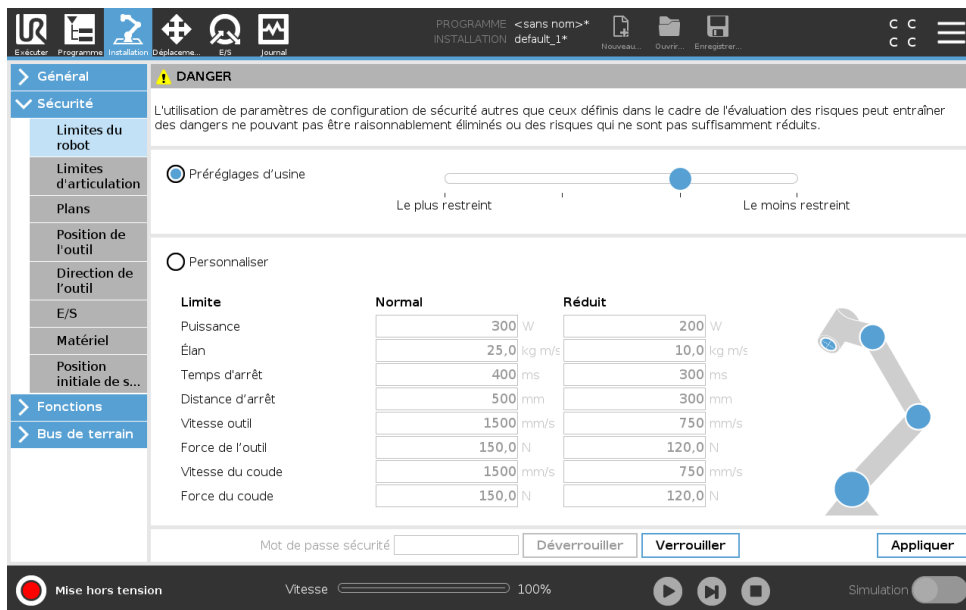 UR
PROGRAMME <sans nom>*
INSTALLATION default_1*
Exécuter Programme Installation Déplaceme... E/S Journal Nouveau... Ouvrir... Enregistrer...
C C
C C
Général
Sécurité
Limites du
robot
Limites
d'articulation
Plans
Position de
l'outil
Direction de
l’outil
E/S
Matériel
Position
initiale de s...
Fonctions
Bus de terrain
DANGER
L'utilisation de paramètres de configuration de sécurité autres que ceux définis dans le cadre de l'évaluation des risques peut entraîner
des dangers ne pouvant pas être raisonnablement éliminés ou des risques qui ne sont pas suffisamment réduits.
Préréglages d’usine
Le plus restreint Le moins restreint
Personnaliser
Limite Normal Réduit
Puissance 300 W 200 W
Élan 25,0 kg m/s 10,0 kg m/s
Temps d'arrêt 400 ms 300 ms
Distance d’arrêt 500 mm 300 mm
Vitesse outil 1500 mm/s 750 mm/s
Force de l’outil 150,0 N 120,0 N
Vitesse du coude 1500 mm/s 750 mm/s
Force du coude 150,0 N 120,0 N
Mot de passe sécurité Déverrouiller Verrouiller Appliquer
Mise hors tension Vitesse 100% Simulation